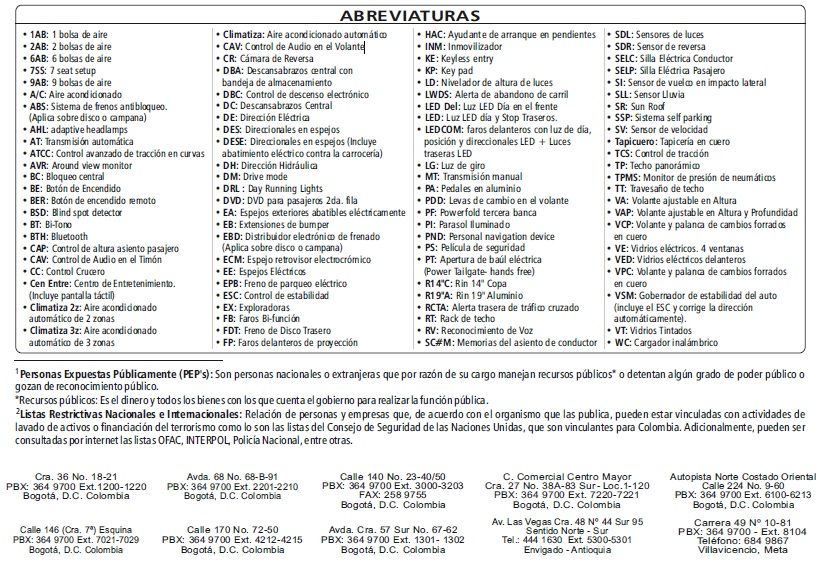 ABREVIATURAS
• 1AB: 1 bolsa de aire
• 2AB: 2 bolsas de aire
• 6AB: 6 bolsas de aire
• 7SS: 7 seat setup
• 9AB: 9 bolsas de aire
• A/C: Aire acondicionado
• ABS: Sistema de frenos antibloqueo.
(Aplica sobre disco o campana)
• AHL: adaptive headlamps
• AT: Transmisión automática
• ATCC: Control avanzado de tracción en curvas
• AVR: Around view monitor
• BC: Bloqueo central
• BE: Botón de Encendido
• BER: Botón de encendido remoto
• BSD: Blind spot detector
• BT: Bi-Tono
• BTH: Bluetooth
• CAP: Control de altura asiento pasajero
• CAV: Control de Audio en el Timón
• CC: Control Crucero
• Cen Entre: Centro de Entretenimiento.
(Incluye pantalla táctil)
• Climatiza 2z: Aire acondicionado
automático de 2 zonas
• Climatiza 3z: Aire acondicionado
automático de 3 zonas
• Climatiza: Aire acondicionado automático
• CAV: Control de Audio en el Volante
• CR: Cámara de Reversa
• DBA: Descansabrazos central con
bandeja de almacenamiento
• DBC: Control de descenso electrónico
• DC: Descansabrazos Central
• DE: Dirección Eléctrica
• DES: Direccionales en espejos
• DESE: Direccionales en espejos (Incluye
abatimiento eléctrico contra la carrocería)
• DH: Dirección Hidráulica
• DM: Drive mode
• DRL : Day Running Lights
• DVD: DVD para pasajeros 2da. fila
• EA: Espejos exteriores abatibles eléctricamente
• EB: Extensiones de bumper
• EBD: Distribuidor electrónico de frenado
(Aplica sobre disco o campana)
• ECM: Espejo retrovisor electrocrómico
• EE: Espejos Eléctricos
• EPB: Freno de parqueo eléctrico
• ESC: Control de estabilidad
• EX: Exploradoras
• FB: Faros Bi-función
• FDT: Freno de Disco Trasero
• FP: Faros delanteros de proyección
• HAC: Ayudante de arranque en pendientes
• INM: Inmovilizador
• KE: Keyless entry
• KP: Key pad
• LD: Nivelador de altura de luces
• LWDS: Alerta de abandono de carril
• LED Del: Luz LED Día en el frente
• LED: Luz LED día y Stop Traseros.
• LEDCOM: faros delanteros con luz de día,
posición y direccionales LED + Luces
traseras LED
• LG: Luz de giro
• MT: Transmisión manual
• PA: Pedales en aluminio
• PDD: Levas de cambio en el volante
• PF: Powerfold tercera banca
• PI: Parasol Iluminado
• PND: Personal navigation device
• PS: Película de seguridad
• PT: Apertura de baúl eléctrica
(Power Tailgate- hands free)
• R14"C: Rin 14" Copa
• R19"A: Rin 19" Aluminio
• RCTA: Alerta trasera de tráfico cruzado
• RT: Rack de techo
• RV: Reconocimiento de Voz
• SC#M: Memorias del asiento de conductor
• SDL: Sensores de luces
• SDR: Sensor de reversa
• SELC: Silla Eléctrica Conductor
• SELP: Silla Eléctrica Pasajero
• SI: Sensor de vuelco en impacto lateral
• SLL: Sensor Lluvia
• SR: Sun Roof
• SSP: Sistema self parking
• SV: Sensor de velocidad
• Tapicuero: Tapicería en cuero
• TCS: Control de tracción
• TP: Techo panorámico
• TPMS: Monitor de presión de neumáticos
• TT: Travesaño de techo
• VA: Volante ajustable en Altura
• VAP: Volante ajustable en Altura y Profundidad
• VCP: Volante y palanca de cambios forrados
en cuero
• VE: Vidrios eléctricos. 4 ventanas
• VED: Vidrios eléctricos delanteros
• VPC: Volante y palanca de cambios forrados
en cuero
• VSM: Gobernador de estabilidad del auto
(incluye el ESC y corrige la dirección
automáticamente).
• VT: Vidrios Tintados
• WC: Cargador inalámbrico
1Personas Expuestas Públicamente (PEP's): Son personas nacionales o extranjeras que por razón de su cargo manejan recursos públicos* o detentan algún grado de poder público o
gozan de reconocimiento público.
*Recursos públicos: Es el dinero y todos los bienes con los que cuenta el gobierno para realizar la función pública.
2Listas Restrictivas Nacionales e Internacionales: Relación de personas y empresas que, de acuerdo con el organismo que las publica, pueden estar vinculadas con actividades de
lavado de activos o financiación del terrorismo como lo son las listas del Consejo de Seguridad de las Naciones Unidas, que son vinculantes para Colombia. Adicionalmente, pueden ser
consultadas por internet las listas OFAC, INTERPOL, Policía Nacional, entre otras.
Cra. 36 No. 18-21
PBX: 364 9700 Ext.1200-1220
Bogotá, D.C. Colombia
Avda. 68 No. 68-B-91
PBX: 364 9700 Ext. 2201-2210
Bogotá, D.C. Colombia
Calle 140 No. 23-40/50
PBX: 364 9700 Ext. 3000-3203
FAX: 258 9755
Bogotá, D.C. Colombia
C. Comercial Centro Mayor
Cra. 27 No. 38A-83 Sur- Loc.1-120
PBX: 364 9700 Ext. 7220-7221
Bogotá, D.C. Colombia
Autopista Norte Costado Oriental
Calle 224 No. 9-60
PBX: 364 9700 Ext. 6100-6213
Bogotá, D.C. Colombia
Calle 146 (Cra. 7ª) Esquina
PBX: 364 9700 Ext. 7021-7029
Bogotá, D.C. Colombia
Calle 170 No. 72-50
PBX: 364 9700 Ext. 4212-4215
Bogotá, D.C. Colombia
Avda. Cra. 57 Sur No. 67-62
PBX: 364 9700 Ext. 1301- 1302
Bogotá, D.C. Colombia
Av. Las Vegas Cra. 48 Nº 44 Sur 95
Sentido Norte - Sur
Tel.: 444 1630 Ext. 5300-5301
Envigado - Antioquia
Carrera 49 Nº 10-81
PBX: 364 9700 - Ext. 8104
Teléfono: 684 9867
Villavicencio, Meta